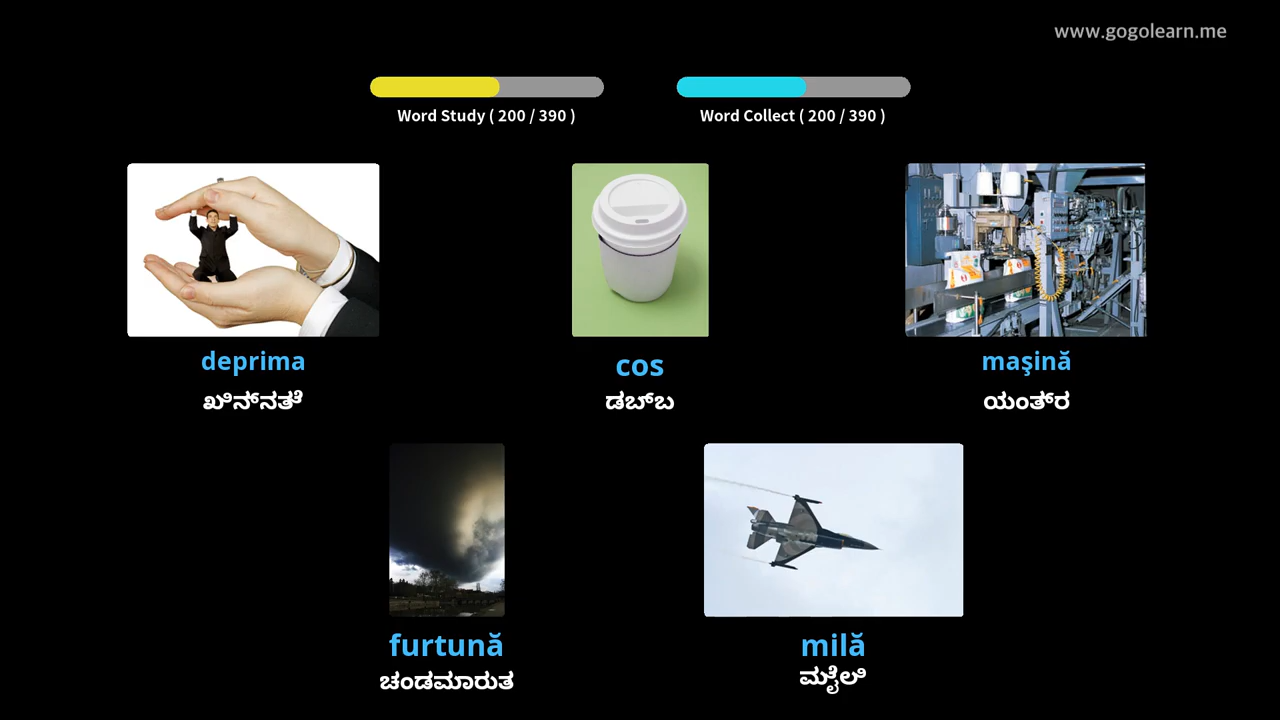 www.gogolearn.me
Word Study ( 200 / 390 )
Word Collect ( 200 / 390 )
deprima
ಖಿನ್ನತೆ
cos
ಡಬ್ಬ
maşină
ಯಂತ್ರ
furtună
ಚಂಡಮಾರುತ
milă
ಮೈಲಿ